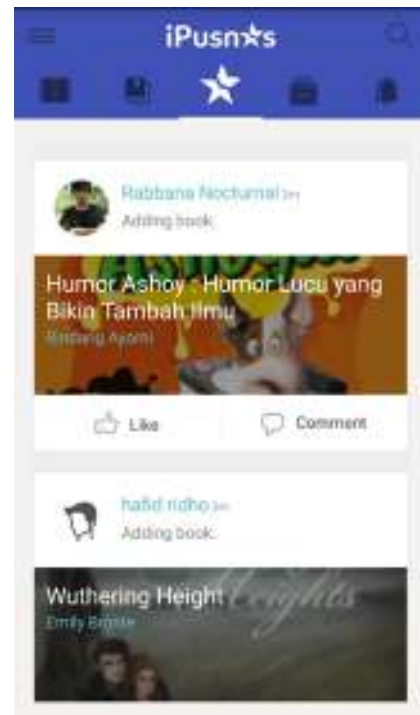 iPusnas
Rabbana Nocturnal
Adding book.
Humor Ashoy : Humor Lucu yang
Bikin Tambah Ilmu
Like
Comment
hafid ridho
Adding book.
Wuthering Height
Heights
Emily Bronte